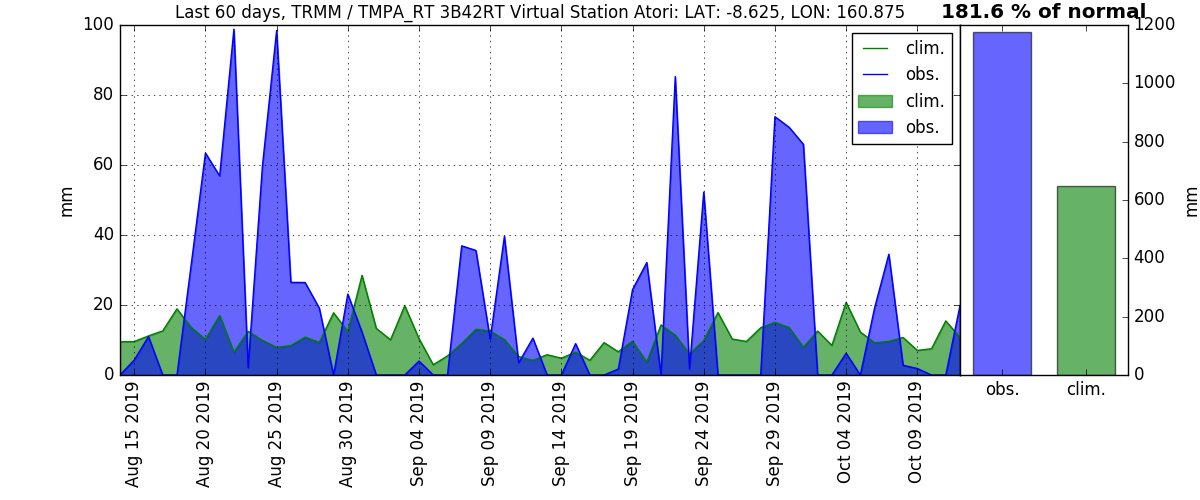 Last 60 days, TRMM / TMPA_RT 3B42RT Virtual Station Atori: LAT: -8.625, LON: 160.875
181.6 % of normal
100
80
60
40
20
0
mm
clim.
obs.
clim.
obs.
1200
1000
800
600
400
200
0
mm
Aug 15 2019
Aug 20 2019
Aug 25 2019
Aug 30 2019
Sep 04 2019
Sep 09 2019
Sep 14 2019
Sep 19 2019
Sep 24 2019
Sep 29 2019
Oct 04 2019
Oct 09 2019
obs.
clim.